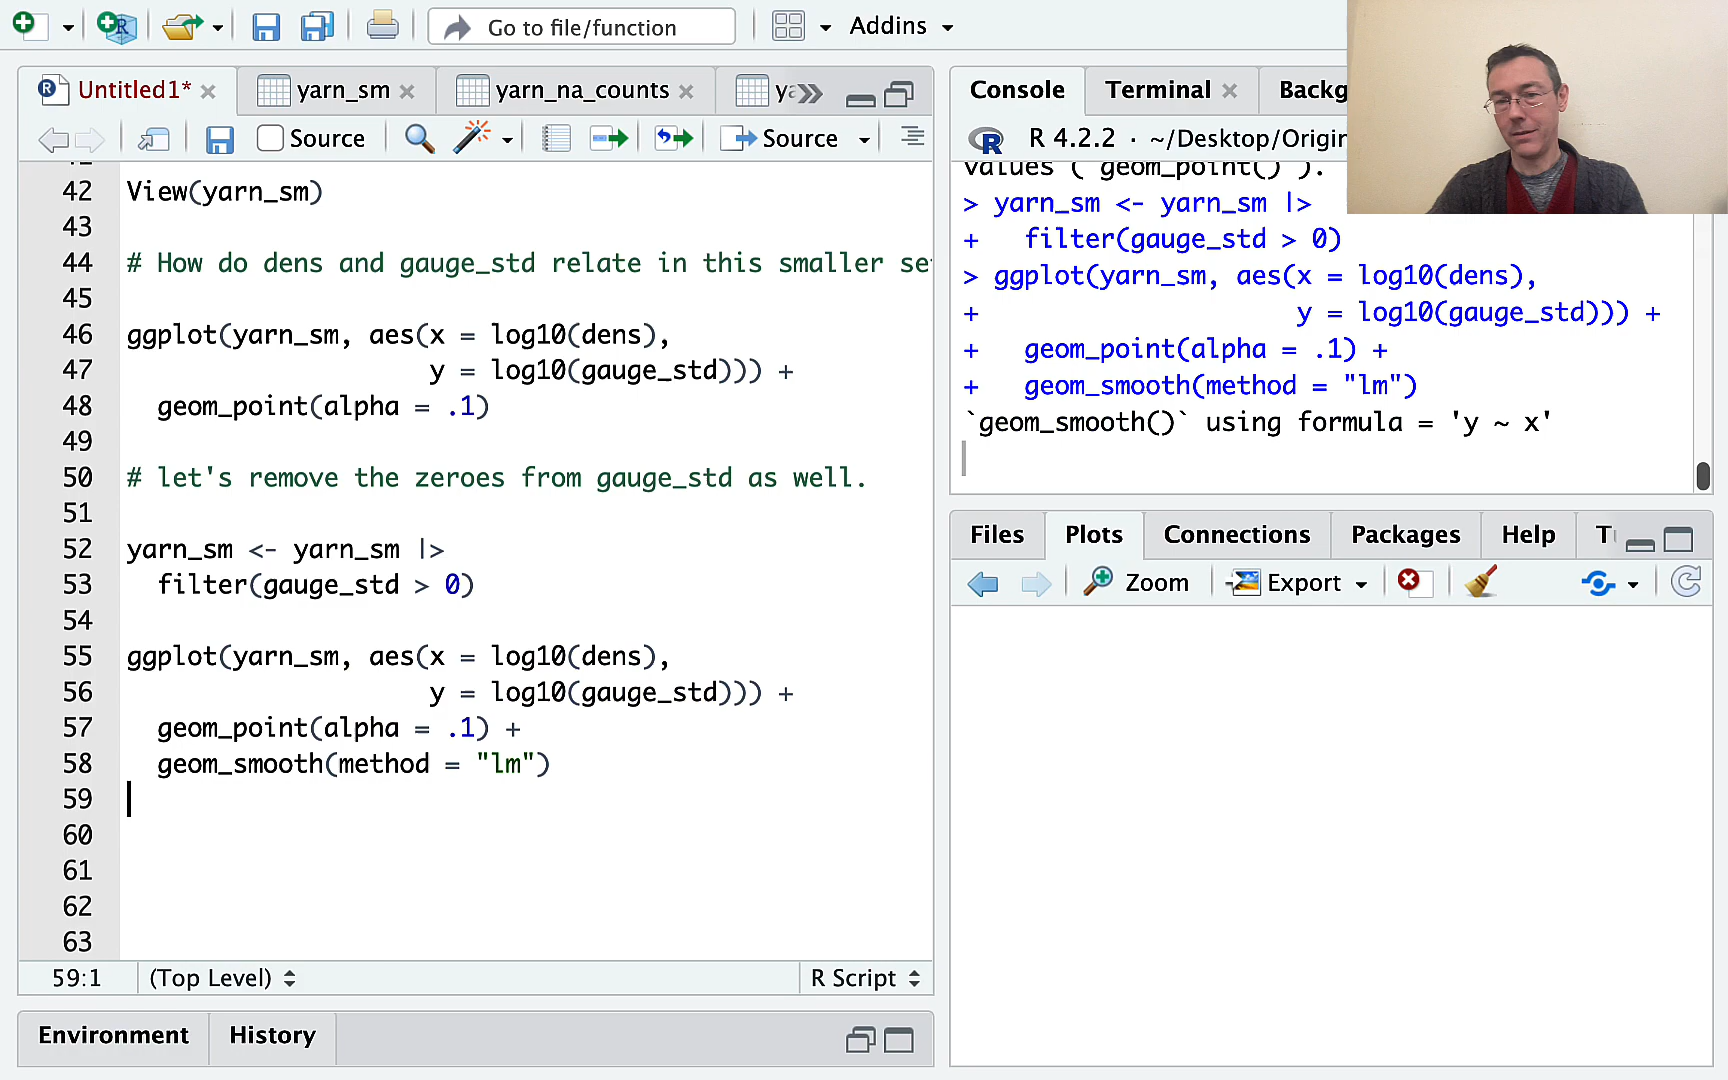 Go to file/function
Addins
Untitled1*
yarn_sm
yarn_na_counts
Source
Source
42 View(yarn_sm)
43
44 # How do dens and gauge_std relate in this smaller se
45
46 ggplot(yarn_sm, aes(x = log10(dens),
47 y = log10(gauge_std))) +
48 geom_point(alpha = .1)
49
50 # let's remove the zeroes from gauge_std as well.
51
52 yarn_sm <- yarn_sm |>
53 filter(gauge_std > 0)
54
55 ggplot(yarn_sm, aes(x = log10(dens),
56 y = log10(gauge_std))) +
57 geom_point(alpha = .1) +
58 geom_smooth(method = "lm")
59
60
61
62
63
59:1
(Top Level)
R Script
Environment
History
Console
Terminal
Backg
R 4.2.2 · ~/Desktop/Origin
values (`geom_point()`).
> yarn_sm <- yarn_sm |>
+ filter(gauge_std > 0)
> ggplot(yarn_sm, aes(x = log10(dens),
+ y = log10(gauge_std))) +
+ geom_point(alpha = .1) +
+ geom_smooth(method = "lm")
`geom_smooth()` using formula = 'y ~ x'
Files
Plots
Connections
Packages
Help
Zoom
Export